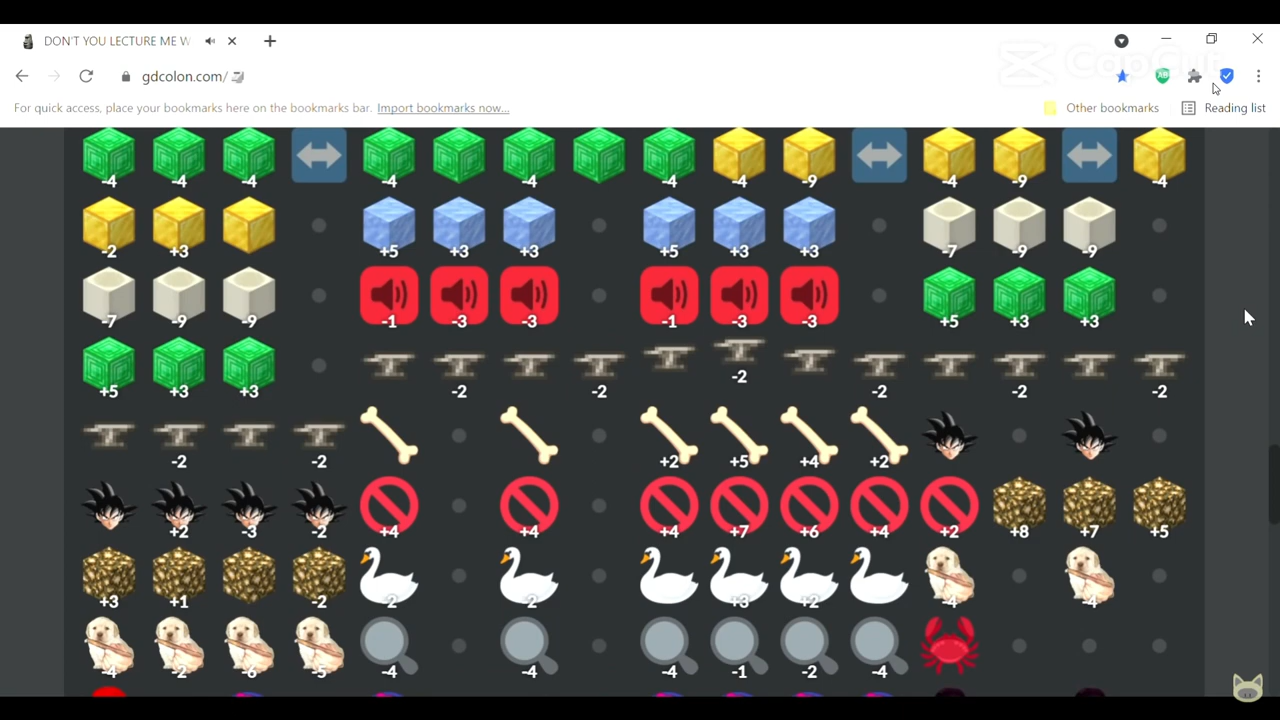 DON'T YOU LECTURE ME W
gdcolon.com/🗿
For quick access, place your bookmarks here on the bookmarks bar. Import bookmarks now...
Other bookmarks
Reading list
CapCut
-4 -4 -4 -4 -4 -4 -4 -9 -4 -9 -4
-2 +3 +5 +3 +3 +5 +3 +3 -7 -9 -9
-7 -9 -9 -1 -3 -3 -1 -3 -3 +5 +3 +3
+5 +3 +3 -2 -2 -2 -2 -2 -2
-2 -2 +2 +5 +4 +2
+2 -3 -2 +4 +4 +4 +7 +6 +4 +2 +8 +7 +5
+3 +1 -2 -2 -2 +3 +2 -4 -4
-4 -2 -6 -5 -4 -4 -4 -1 -2 -4